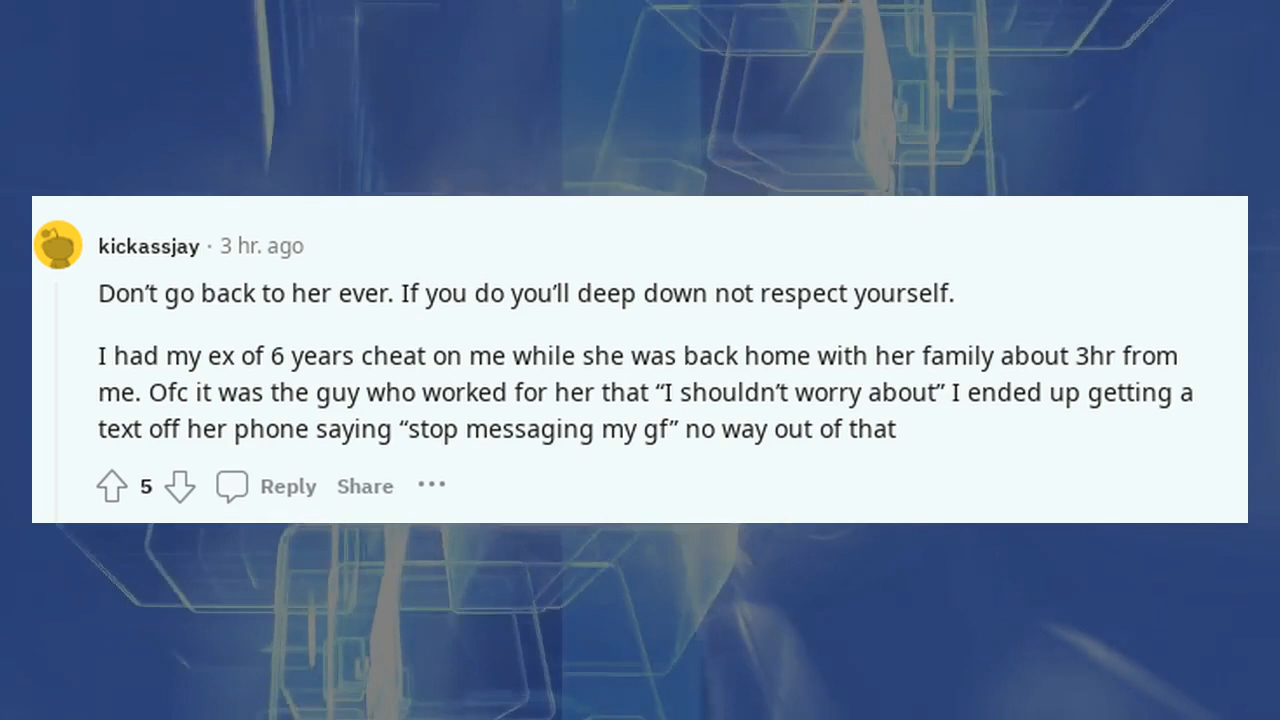 kickassjay · 3 hr. ago
Don’t go back to her ever. If you do you’ll deep down not respect yourself.
I had my ex of 6 years cheat on me while she was back home with her family about 3hr from
me. Ofc it was the guy who worked for her that “I shouldn’t worry about” I ended up getting a
text off her phone saying “stop messaging my gf” no way out of that
5 Reply Share •••